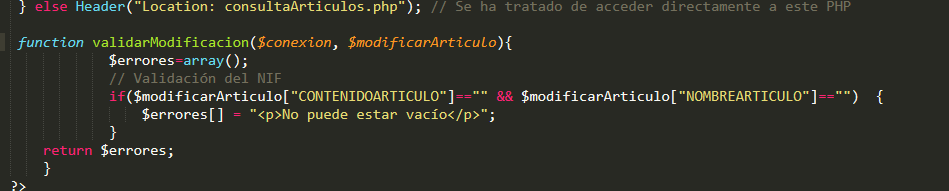 } else Header("Location: consultaArticulos.php"); // Se ha tratado de acceder directamente a este PHP
function validarModificacion($conexion, $modificarArticulo){
$errores=array();
// Validación del NIF
if($modificarArticulo["CONTENIDOARTICULO"]=="" && $modificarArticulo["NOMBREARTICULO"]=="") {
$errores[] = "<p>No puede estar vacío</p>";
}
return $errores;
}
?>